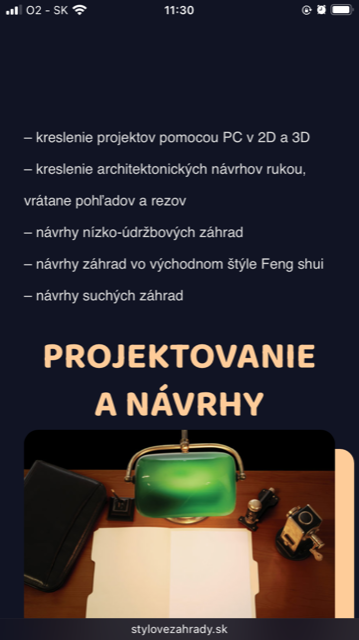 O2 - SK
11:30
– kreslenie projektov pomocou PC v 2D a 3D
– kreslenie architektonických návrhov rukou,
vrátane pohľadov a rezov
– návrhy nízko-údržbových záhrad
– návrhy záhrad vo východnom štýle Feng shui
– návrhy suchých záhrad
PROJEKTOVANIE
A NÁVRHY
stylovezahrady.sk